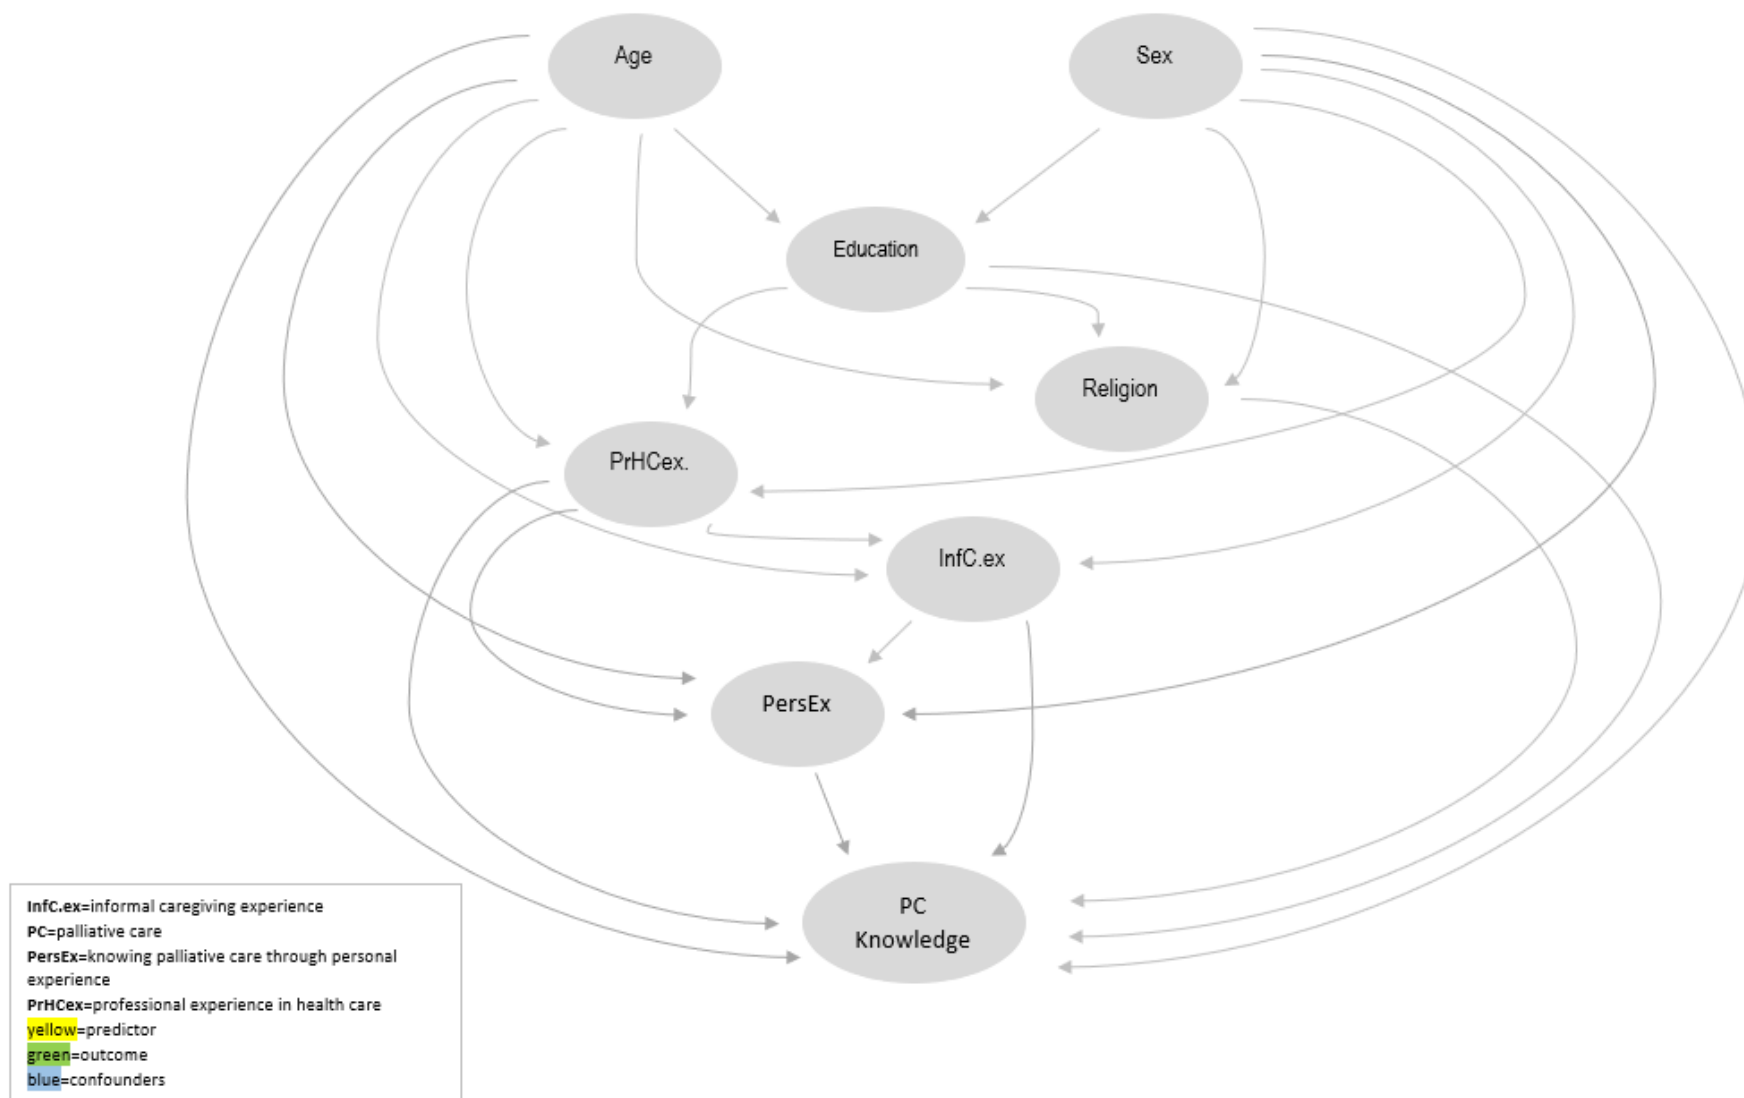 Age
Sex
Education
Religion
PrHCex.
InfC.ex
PersEx
PC
Knowledge
InfC.ex=informal caregiving experience
PC=palliative care
PersEx=knowing palliative care through personal
experience
PrHCex=professional experience in health care
yellow=predictor
green=outcome
blue=confounders